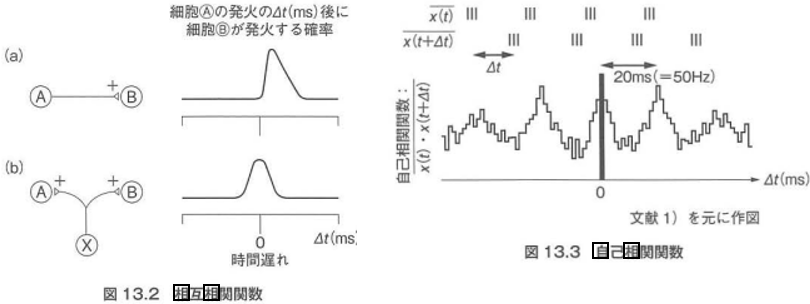 細胞Ⓐの発火のΔt(ms)後に
細胞Ⓑが発火する確率
(a)
A + B
(b)
A + + B
X
0
Δt(ms)
時間遅れ
図 13.2 相互相関関数
x(t)
x(t+Δt)
Δt
20ms(=50Hz)
自己相関関数:
x(t)・x(t+Δt)
0
Δt(ms)
文献 1) を元に作図
図 13.3 自己相関関数